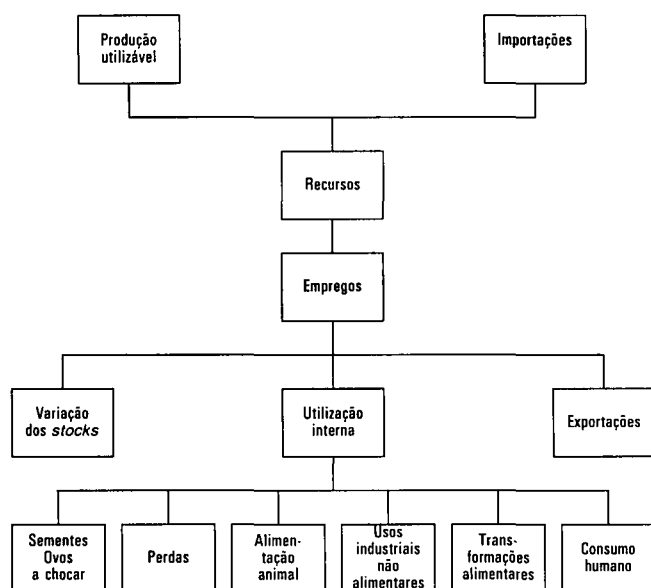 Produção
utilizável
Importações
Recursos
Empregos
Variação
dos stocks
Utilização
interna
Exportações
Sementes
Ovos
a chocar
Perdas
Alimen-
tação
animal
Usos
industriais
não
alimentares
Trans-
formações
alimentares
Consumo
humano